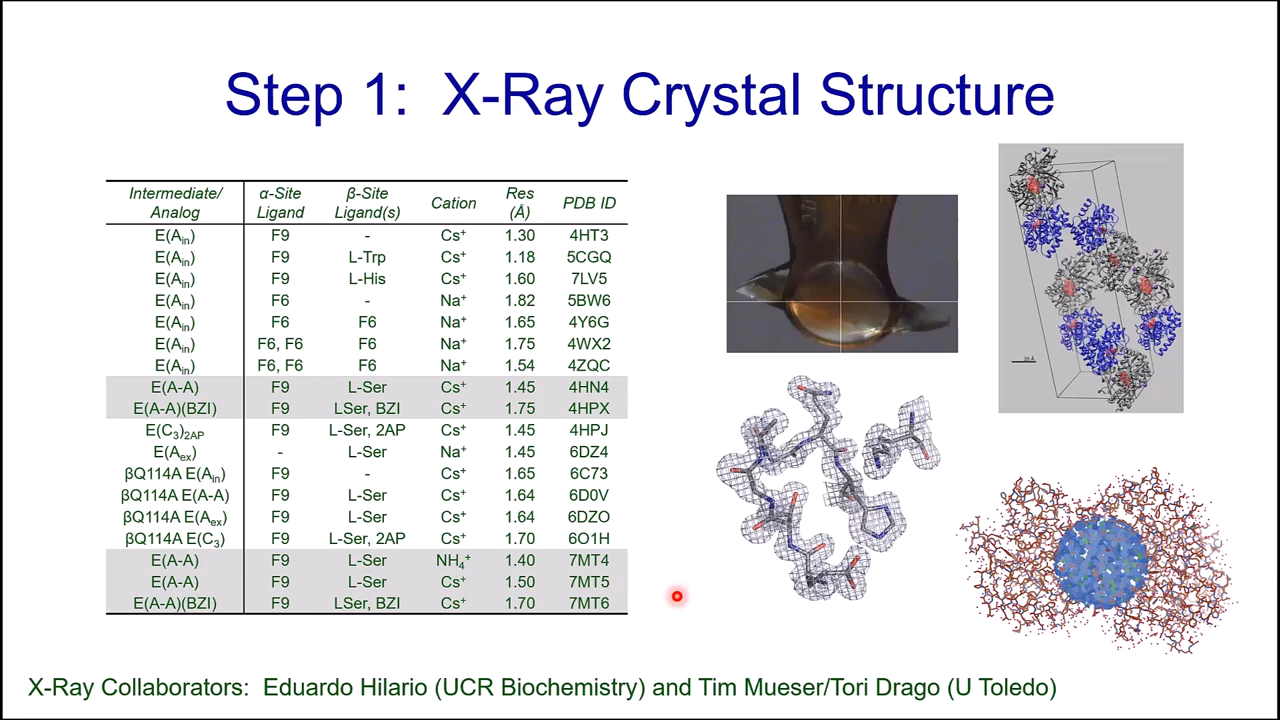 Step 1:  X-Ray Crystal Structure
Intermediate/ Analog | α-Site Ligand | β-Site Ligand(s) | Cation | Res (Å) | PDB ID
E(Ain) | F9 | - | Cs⁺ | 1.30 | 4HT3
E(Ain) | F9 | L-Trp | Cs⁺ | 1.18 | 5CGQ
E(Ain) | F9 | L-His | Cs⁺ | 1.60 | 7LV5
E(Ain) | F6 | - | Na⁺ | 1.82 | 5BW6
E(Ain) | F6 | F6 | Na⁺ | 1.65 | 4Y6G
E(Ain) | F6, F6 | F6 | Na⁺ | 1.75 | 4WX2
E(Ain) | F6, F6 | F6 | Na⁺ | 1.54 | 4ZQC
E(A-A) | F9 | L-Ser | Cs⁺ | 1.45 | 4HN4
E(A-A)(BZI) | F9 | LSer, BZI | Cs⁺ | 1.75 | 4HPX
E(C₃)2AP | F9 | L-Ser, 2AP | Cs⁺ | 1.45 | 4HPJ
E(Aex) | - | L-Ser | Na⁺ | 1.45 | 6DZ4
βQ114A E(Ain) | F9 | - | Cs⁺ | 1.65 | 6C73
βQ114A E(A-A) | F9 | L-Ser | Cs⁺ | 1.64 | 6D0V
βQ114A E(Aex) | F9 | L-Ser | Cs⁺ | 1.64 | 6DZO
βQ114A E(C₃) | F9 | L-Ser, 2AP | Cs⁺ | 1.70 | 6O1H
E(A-A) | F9 | L-Ser | NH₄⁺ | 1.40 | 7MT4
E(A-A) | F9 | L-Ser | Cs⁺ | 1.50 | 7MT5
E(A-A)(BZI) | F9 | LSer, BZI | Cs⁺ | 1.70 | 7MT6
20 Å
X-Ray Collaborators:  Eduardo Hilario (UCR Biochemistry) and Tim Mueser/Tori Drago (U Toledo)